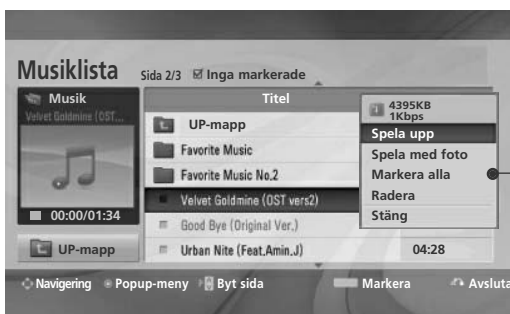 Musiklista Sida 2/3 Inga markerade
Musik
Velvet Goldmine (OST...
00:00/01:34
UP-mapp
Titel
UP-mapp
Favorite Music
Favorite Music No.2
Velvet Goldmine (OST vers2)
Good Bye (Original Ver.)
Urban Nite (Feat.Amin.J) 04:28
4395KB
1Kbps
Spela upp
Spela med foto
Markera alla
Radera
Stäng
Navigering Popup-meny Byt sida Markera Avsluta